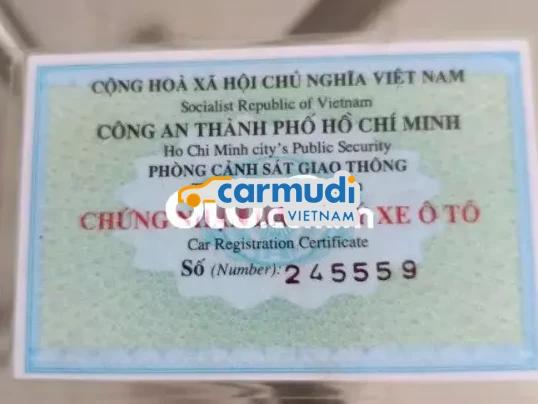 CỘNG HOÀ XÃ HỘI CHỦ NGHĨA VIỆT NAM
Socialist Republic of Vietnam
CÔNG AN THÀNH PHỐ HỒ CHÍ MINH
Ho Chi Minh city's Public Security
PHÒNG CẢNH SÁT GIAO THÔNG
carmudi
VIETNAM
CHỨNG XE Ô TÔ
Car Registration Certificate
Số (Number): 245559